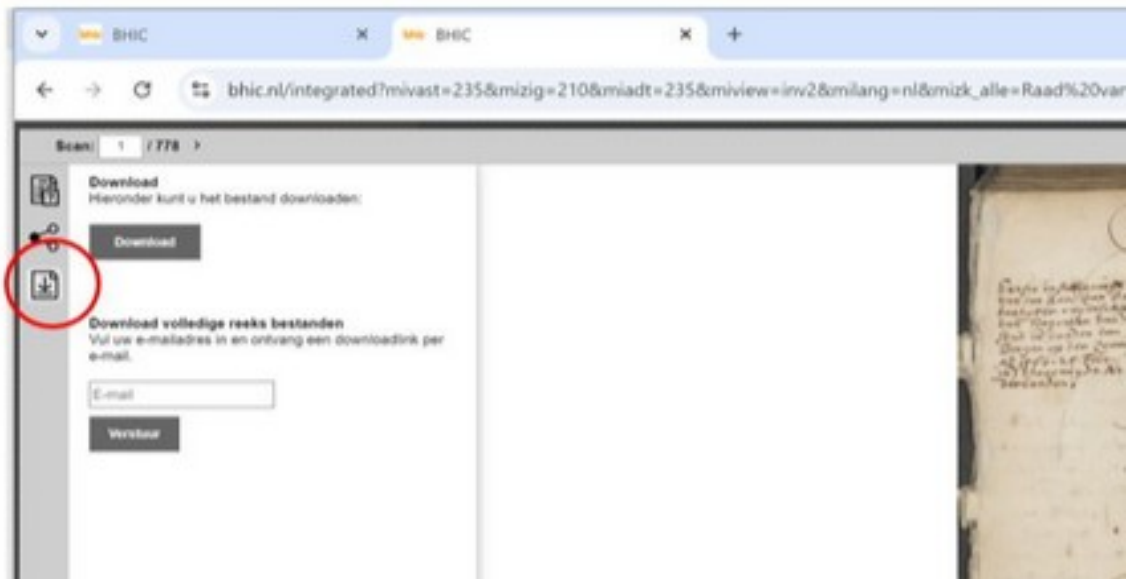 BHIC
BHIC
bhic.nl/integrated?mivast=235&mizig=210&miadt=235&miview=inv2&milang=nl&mizk_alle=Raad%20van
Scan: 1 / 778 >
Download
Hieronder kunt u het bestand downloaden:
Download
Download volledige reeks bestanden
Vul uw e-mailadres in en ontvang een downloadlink per
e-mail.
E-mail
Verstuur